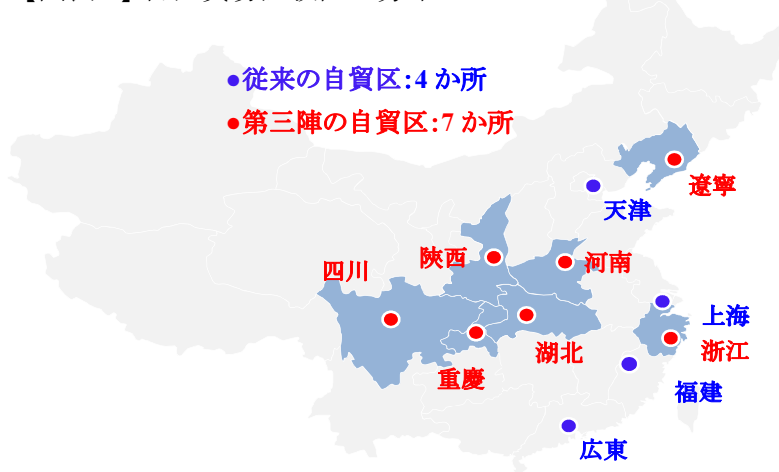 ●従来の自貿区：4 か所
●第三陣の自貿区：7 か所
遼寧
天津
陝西
河南
四川
上海
浙江
湖北
重慶
福建
広東